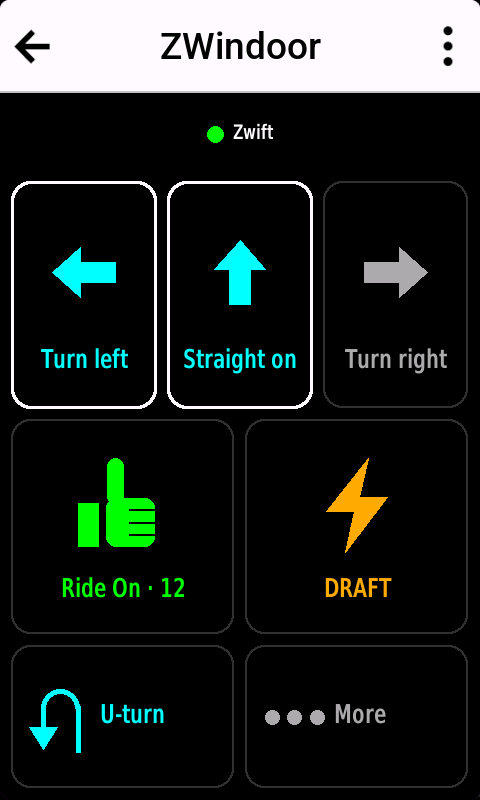 ZWindoor
Zwift
Turn left
Straight on
Turn right
Ride On · 12
DRAFT
U-turn
More